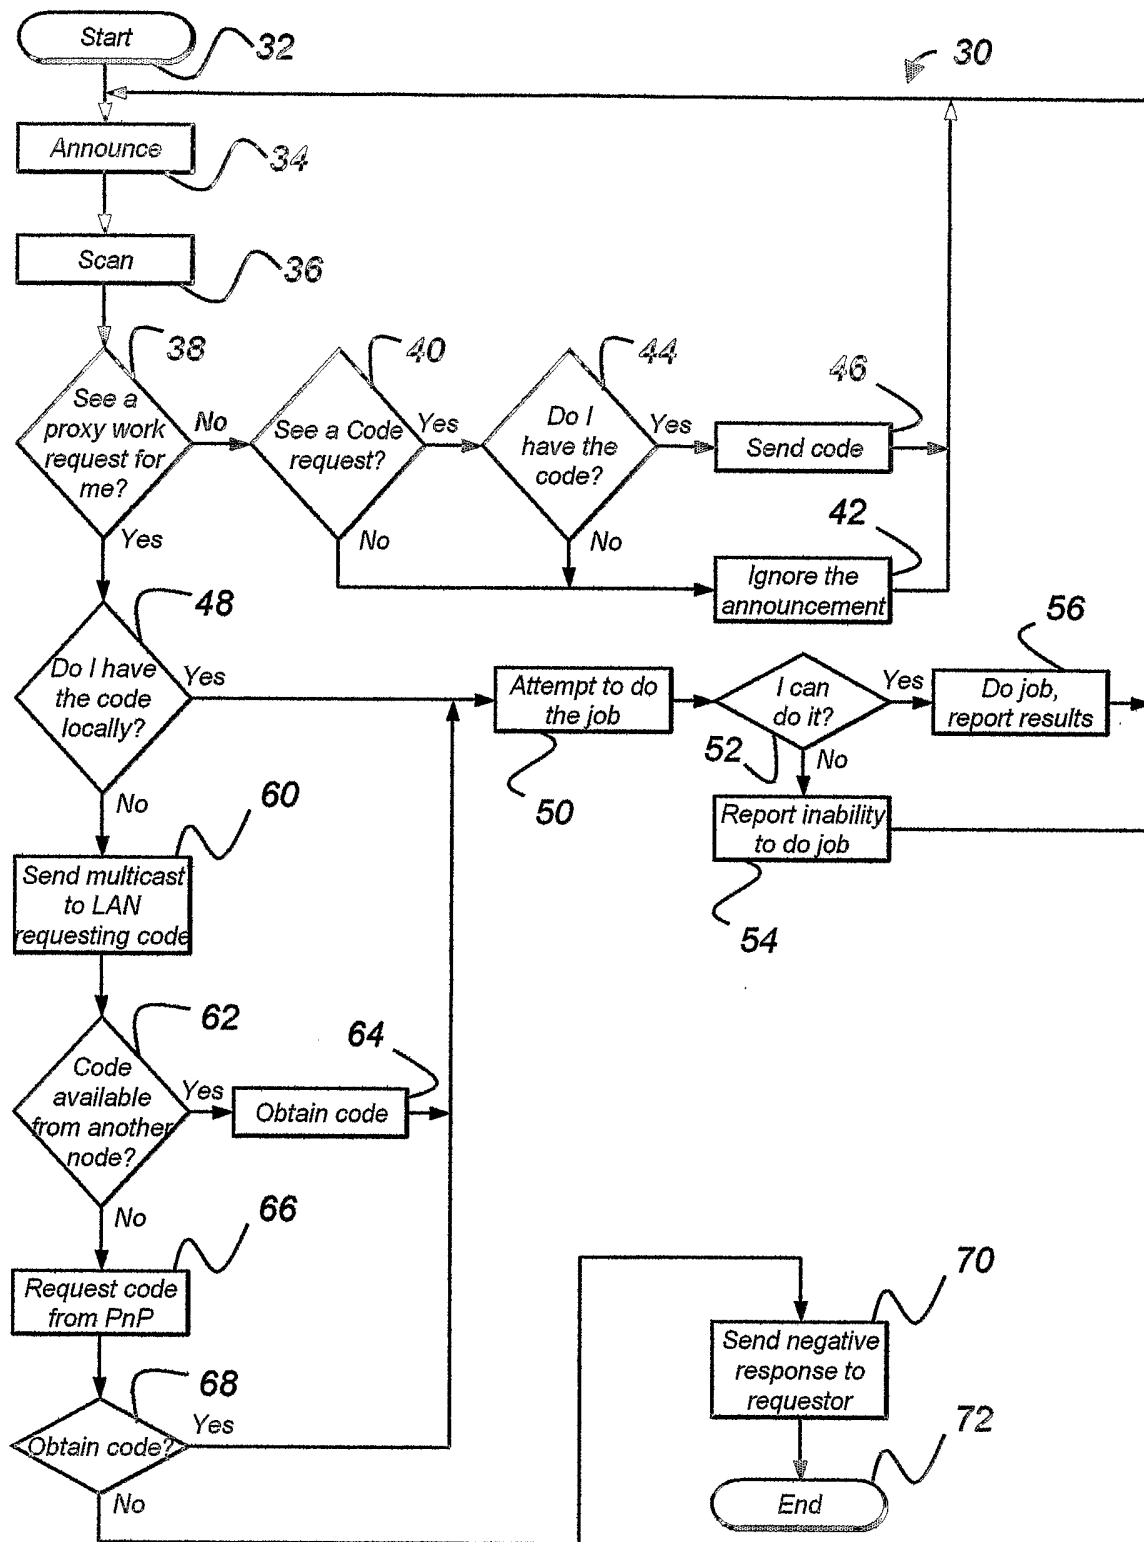 Start
32
30
Announce
34
Scan
36
38
40
44
46
See a
proxy work
request for
me?
No
See a Code
request?
Yes
Do I
have the
code?
Yes
Send code
Yes
No
No
42
Ignore the
announcement
48
Do I have
the code
locally?
Yes
Attempt to do
the job
50
I can
do it?
52
Yes
56
Do job,
report results
No
Report inability
to do job
54
No
60
Send multicast
to LAN
requesting code
62
Code
available
from another
node?
Yes
64
Obtain code
No
66
Request code
from PnP
68
Obtain code?
Yes
No
70
Send negative
response to
requestor
72
End